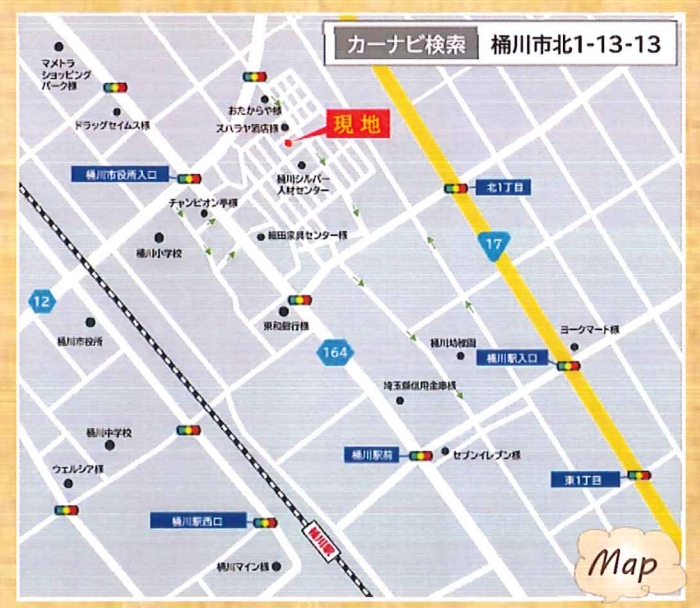 カーナビ検索 桶川市北1-13-13
マメトラ
ショッピング
パーク様
ドラッグセイムス様
おたからや様
スハラヤ酒店様
現地
桶川市役所入口
桶川シルバー
人材センター
北1丁目
チャンピオン亭様
桶川小学校
細田家具センター様
17
12
東和銀行様
桶川市役所
164
ヨークマート様
桶川幼稚園
桶川駅入口
埼玉縣信用金庫様
桶川中学校
桶川駅前
セブンイレブン様
ウェルシア様
東1丁目
桶川駅西口
桶川駅
桶川マイン様
Map